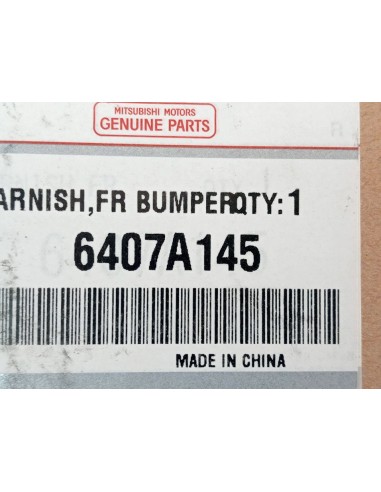 MITSUBISHI MOTORS
GENUINE PARTS
ARNISH,FR BUMPERQTY:1
6407A145
MADE IN CHINA